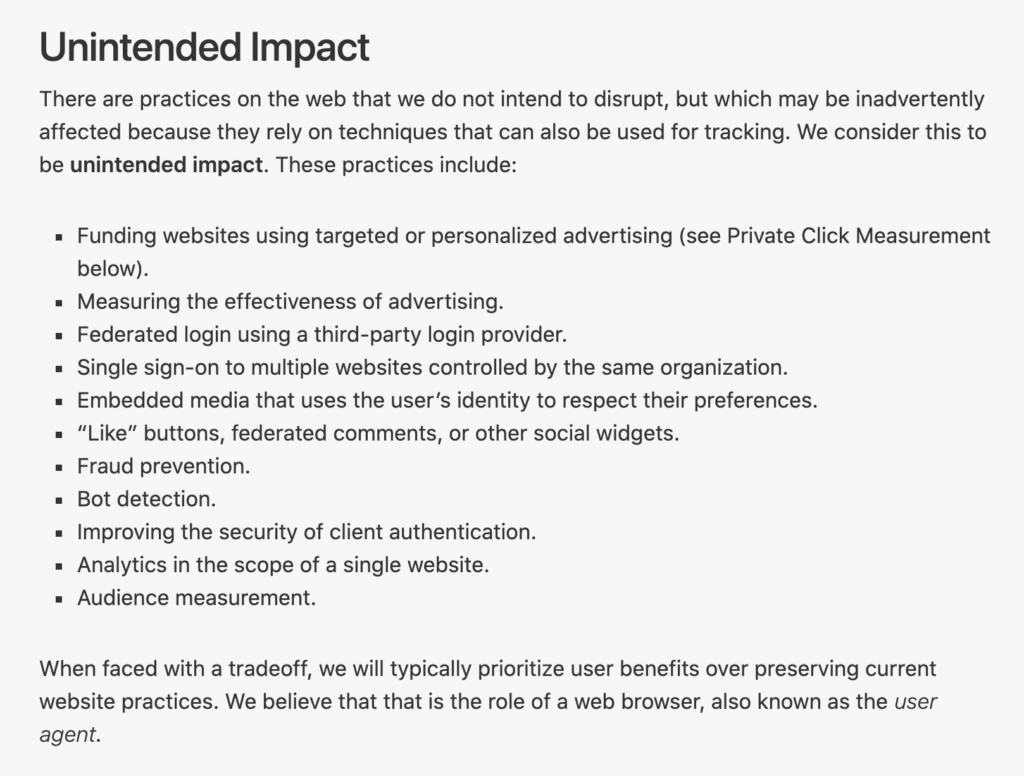 Unintended Impact
There are practices on the web that we do not intend to disrupt, but which may be inadvertently
affected because they rely on techniques that can also be used for tracking. We consider this to
be unintended impact. These practices include:
▪ Funding websites using targeted or personalized advertising (see Private Click Measurement
below).
▪ Measuring the effectiveness of advertising.
▪ Federated login using a third-party login provider.
▪ Single sign-on to multiple websites controlled by the same organization.
▪ Embedded media that uses the user’s identity to respect their preferences.
▪ “Like” buttons, federated comments, or other social widgets.
▪ Fraud prevention.
▪ Bot detection.
▪ Improving the security of client authentication.
▪ Analytics in the scope of a single website.
▪ Audience measurement.
When faced with a tradeoff, we will typically prioritize user benefits over preserving current
website practices. We believe that that is the role of a web browser, also known as the user
agent.